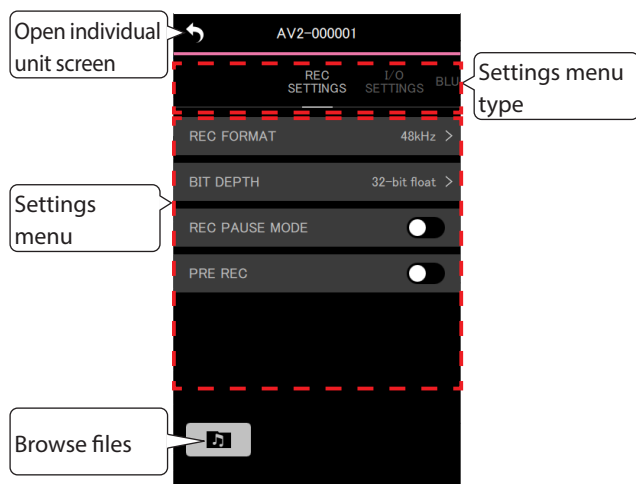 Open individual
unit screen
AV2-000001
REC
SETTINGS
I/O
SETTINGS
BLU
Settings menu
type
REC FORMAT 48kHz >
BIT DEPTH 32-bit float >
Settings
menu
REC PAUSE MODE
PRE REC
Browse files